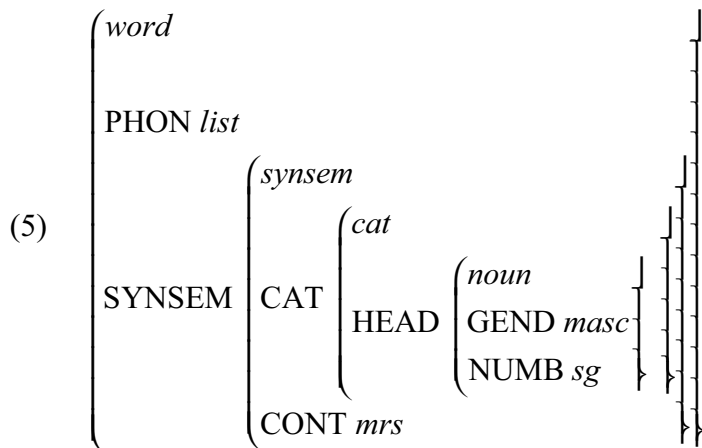 word
PHON list
synsem
(5)
cat
noun
SYNSEM CAT HEAD GEND masc
NUMB sg
CONT mrs